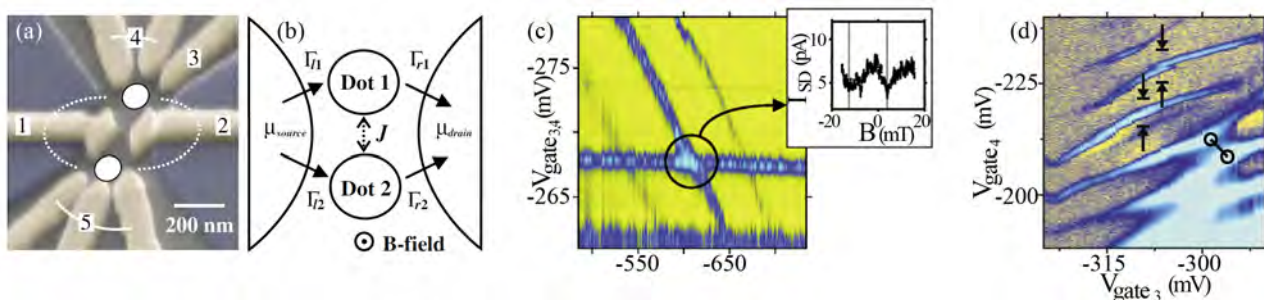 (a)
4
3
1
2
5
200 nm
(b)
Γl1
Γr1
Dot 1
μsource
J
μdrain
Dot 2
Γl2
Γr2
B-field
(c)
-Vgate3,4(mV)
-275
-265
-550
-650
ISD (pA)
10
5
-20
0
20
B (mT)
(d)
Vgate4 (mV)
-225
-200
-315
-300
Vgate3 (mV)